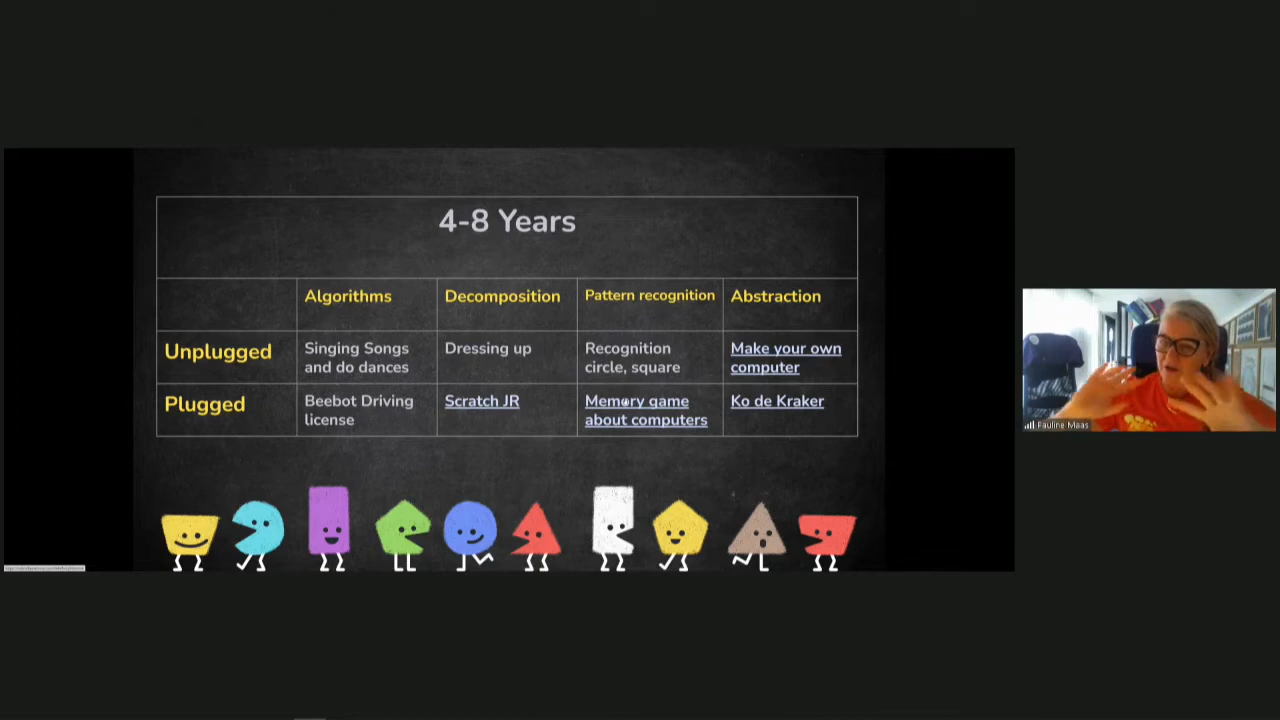 4-8 Years
Algorithms
Decomposition
Pattern recognition
Abstraction
Unplugged
Singing Songs
and do dances
Dressing up
Recognition
circle, square
Make your own
computer
Plugged
Beebot Driving
license
Scratch JR
Memory game
about computers
Ko de Kraker
Pauline Maas